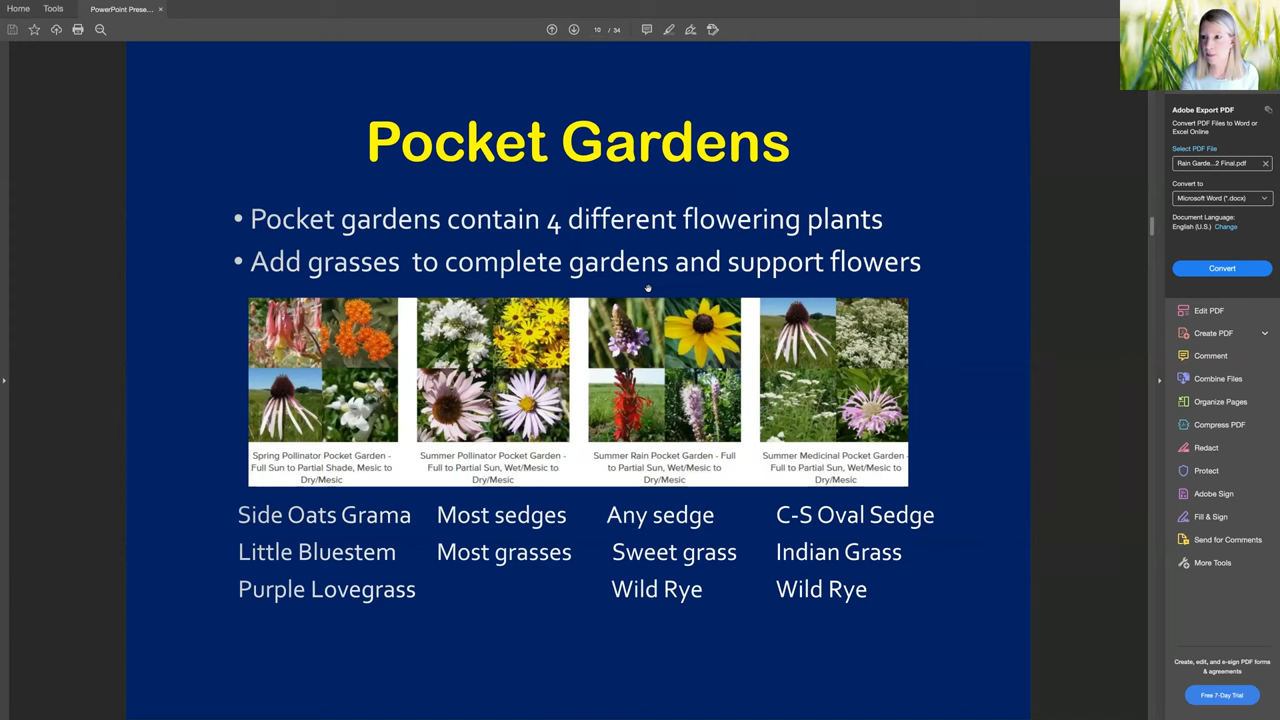 Home
Tools
PowerPoint Prese...
×
10 / 34
Pocket Gardens
• Pocket gardens contain 4 different flowering plants
• Add grasses to complete gardens and support flowers
Spring Pollinator Pocket Garden -
Full Sun to Partial Shade, Mesic to
Dry/Mesic
Summer Pollinator Pocket Garden -
Full to Partial Sun, Wet/Mesic to
Dry/Mesic
Summer Rain Pocket Garden - Full
to Partial Sun, Wet/Mesic to
Dry/Mesic
Summer Medicinal Pocket Garden -
Full to Partial Sun, Wet/Mesic to
Dry/Mesic
Side Oats Grama
Little Bluestem
Purple Lovegrass
Most sedges
Most grasses
Any sedge
Sweet grass
Wild Rye
C-S Oval Sedge
Indian Grass
Wild Rye
Adobe Export PDF
Convert PDF Files to Word or
Excel Online
Select PDF File
Rain Garde...2 Final.pdf
Convert to
Microsoft Word (*.docx)
Document Language:
English (U.S.) Change
Convert
Edit PDF
Create PDF
Comment
Combine Files
Organize Pages
Compress PDF
Redact
Protect
Adobe Sign
Fill & Sign
Send for Comments
More Tools
Create, edit, and e-sign PDF forms
& agreements
Free 7-Day Trial